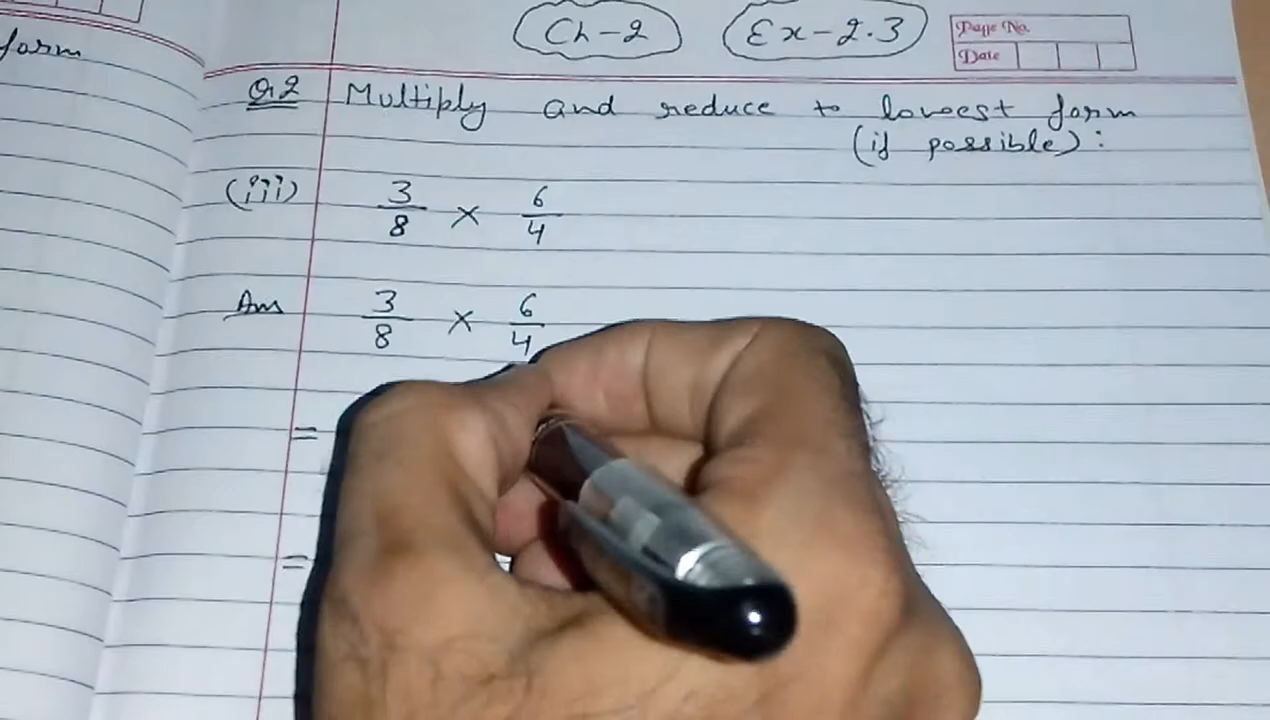 form
Ch-2 Ex-2.3
Page No.
Date
Q.2 Multiply and reduce to lowest form
(if possible):
(iii) 3/8 × 6/4
Ans 3/8 × 6/4
=
=